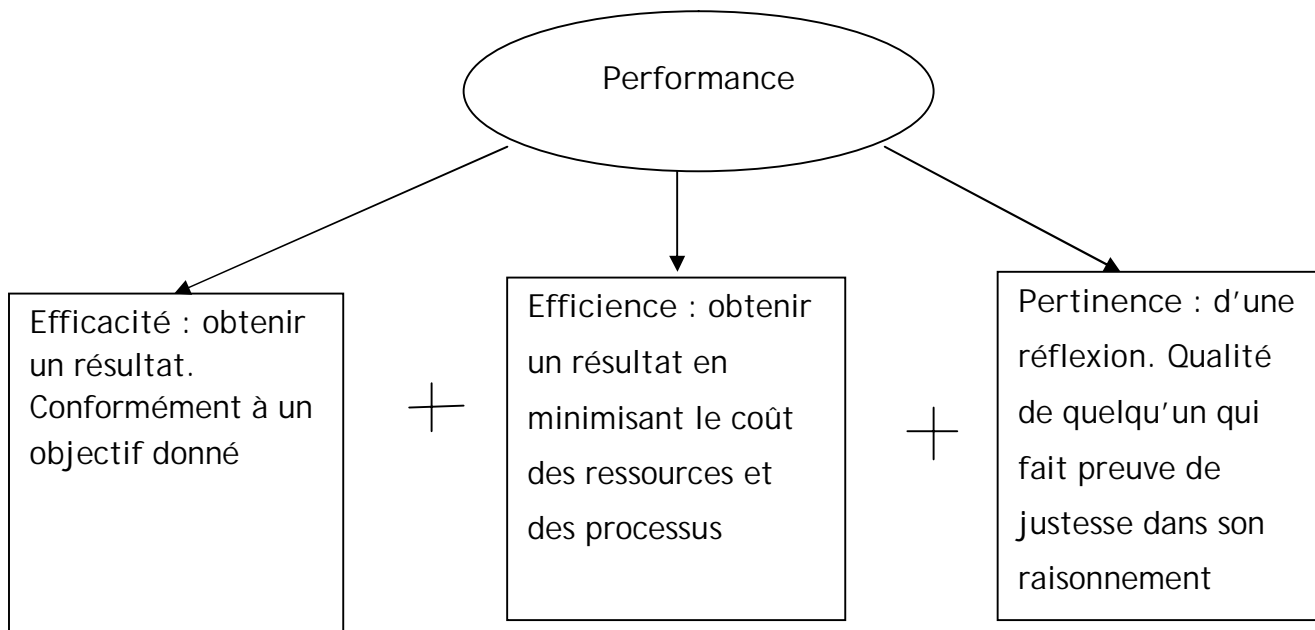 Performance
Efficacité : obtenir
un résultat.
Conformément à un
objectif donné
+
Efficience : obtenir
un résultat en
minimisant le coût
des ressources et
des processus
+
Pertinence : d’une
réflexion. Qualité
de quelqu’un qui
fait preuve de
justesse dans son
raisonnement